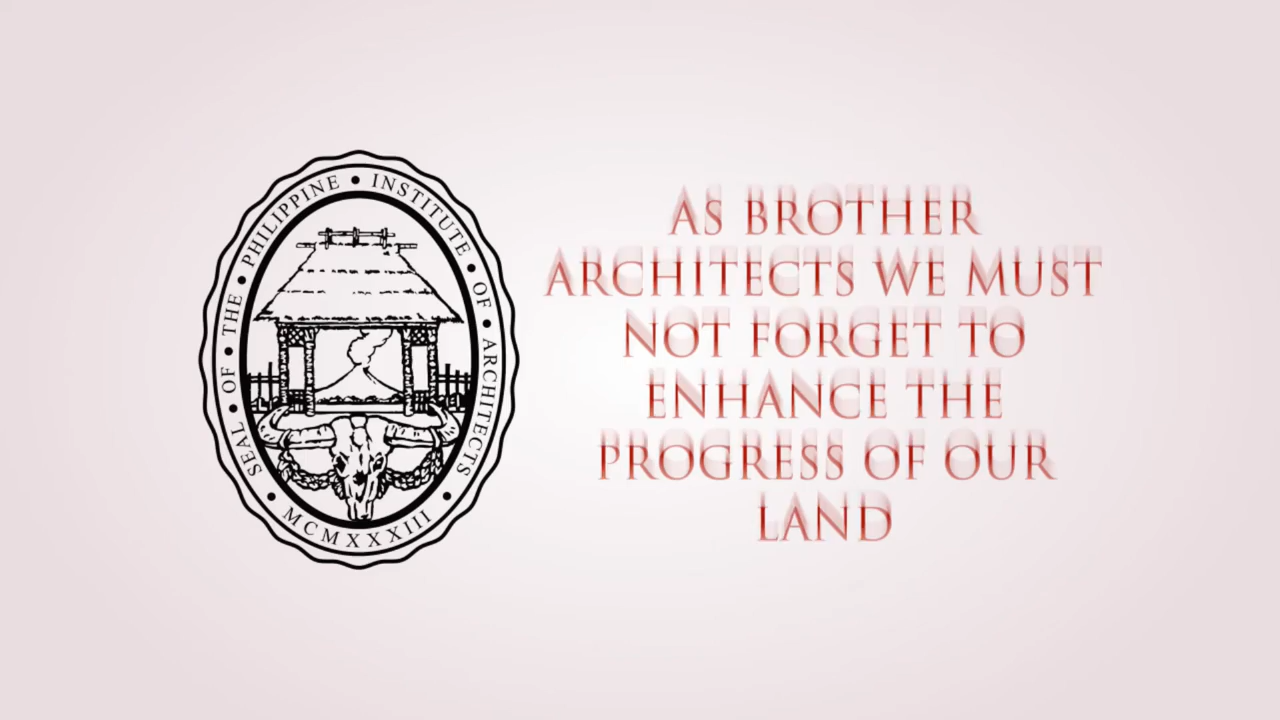 SEAL • OF • THE • PHILIPPINE • INSTITUTE • OF • ARCHITECTS
• MCMXXXIII •
AS BROTHER
ARCHITECTS WE MUST
NOT FORGET TO
ENHANCE THE
PROGRESS OF OUR
LAND